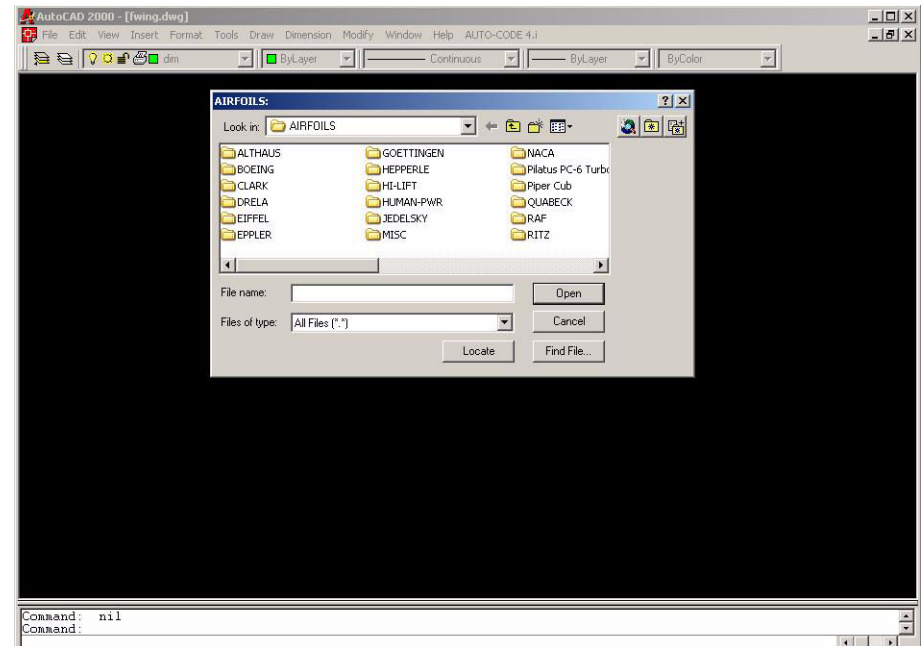 AutoCAD 2000 - [fwing.dwg]
File Edit View Insert Format Tools Draw Dimension Modify Window Help AUTO-CODE 4.i
dim ByLayer Continuous ByLayer ByColor
AIRFOILS:
Look in: AIRFOILS
ALTHAUS GOETTINGEN NACA
BOEING HEPPERLE Pilatus PC-6 Turbo
CLARK HI-LIFT Piper Cub
DRELA HUMAN-PWR QUABECK
EIFFEL JEDELSKY RAF
EPPLER MISC RITZ
File name: Open
Files of type: All Files (*.*) Cancel
Locate Find File...
Command: nil
Command: